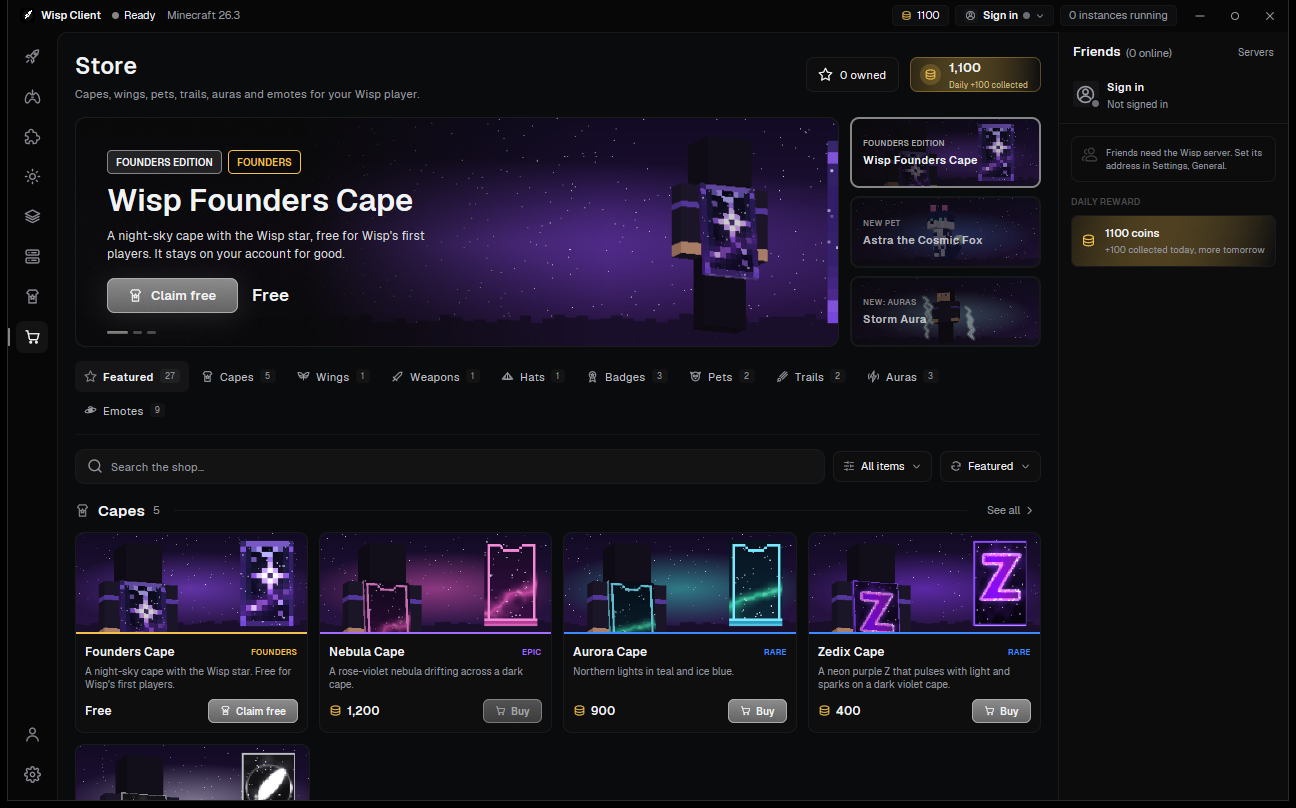 Wisp Client Ready Minecraft 26.3
1100 Sign in 0 instances running
Store
Capes, wings, pets, trails, auras and emotes for your Wisp player.
0 owned
1,100
Daily +100 collected
FOUNDERS EDITION FOUNDERS
Wisp Founders Cape
A night-sky cape with the Wisp star, free for Wisp's first
players. It stays on your account for good.
Claim free Free
FOUNDERS EDITION
Wisp Founders Cape
NEW PET
Astra the Cosmic Fox
NEW: AURAS
Storm Aura
Featured 27 Capes 5 Wings 1 Weapons 1 Hats 1 Badges 3 Pets 2 Trails 2 Auras 3
Emotes 9
Search the shop...
All items Featured
Capes 5 See all
Founders Cape FOUNDERS
A night-sky cape with the Wisp star. Free for
Wisp's first players.
Free Claim free
Nebula Cape EPIC
A rose-violet nebula drifting across a dark
cape.
1,200 Buy
Aurora Cape RARE
Northern lights in teal and ice blue.
900 Buy
Z
Z
Zedix Cape RARE
A neon purple Z that pulses with light and
sparks on a dark violet cape.
400 Buy
Friends (0 online) Servers
Sign in
Not signed in
Friends need the Wisp server. Set its
address in Settings, General.
DAILY REWARD
1100 coins
+100 collected today, more tomorrow